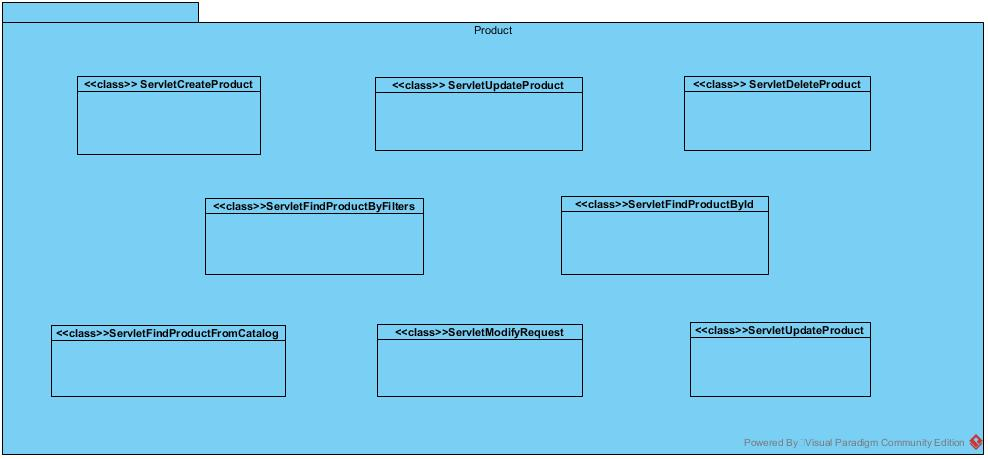 Product
<<class>> ServletCreateProduct
<<class>> ServletUpdateProduct
<<class>> ServletDeleteProduct
<<class>>ServletFindProductByFilters
<<class>>ServletFindProductById
<<class>>ServletFindProductFromCatalog
<<class>>ServletModifyRequest
<<class>>ServletUpdateProduct
Powered By Visual Paradigm Community Edition